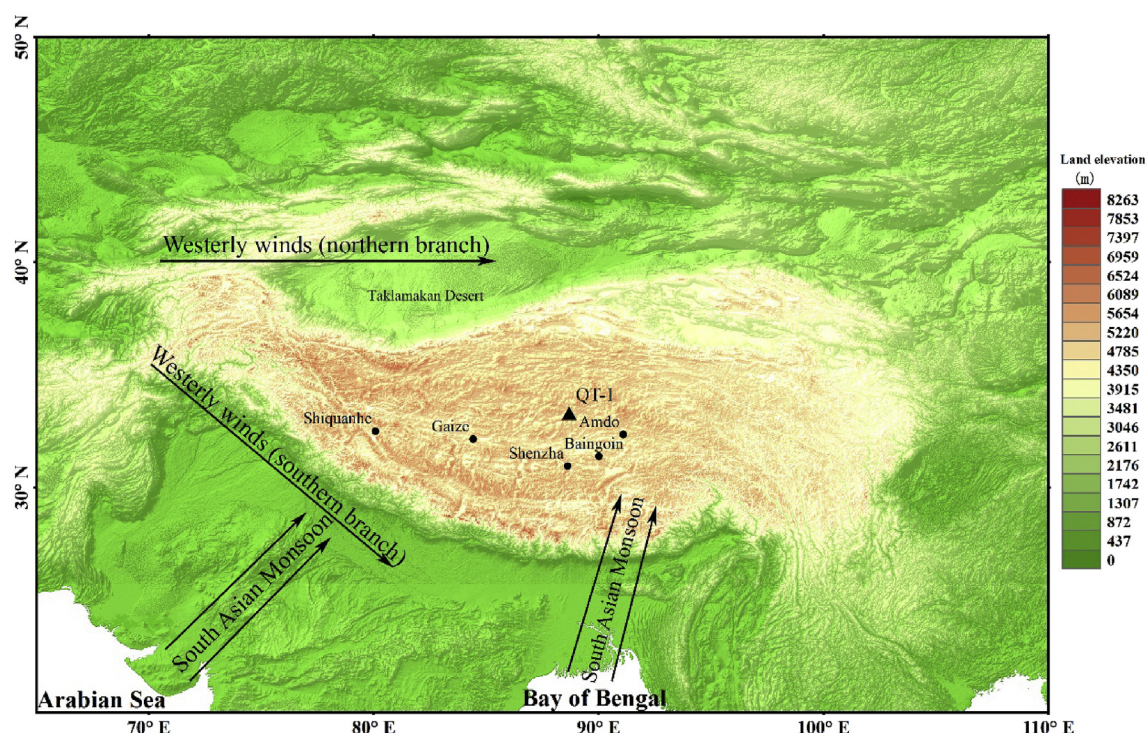 50° N
40° N
30° N
Westerly winds (northern branch)
Taklamakan Desert
Westerly winds (southern branch)
QT-1
Shiquanhe
Gaize
Amdo
Baingoin
Shenzha
South Asian Monsoon
South Asian Monsoon
Arabian Sea
Bay of Bengal
70° E
80° E
90° E
100° E
110° E
Land elevation
(m)
8263
7853
7397
6959
6524
6089
5654
5220
4785
4350
3915
3481
3046
2611
2176
1742
1307
872
437
0